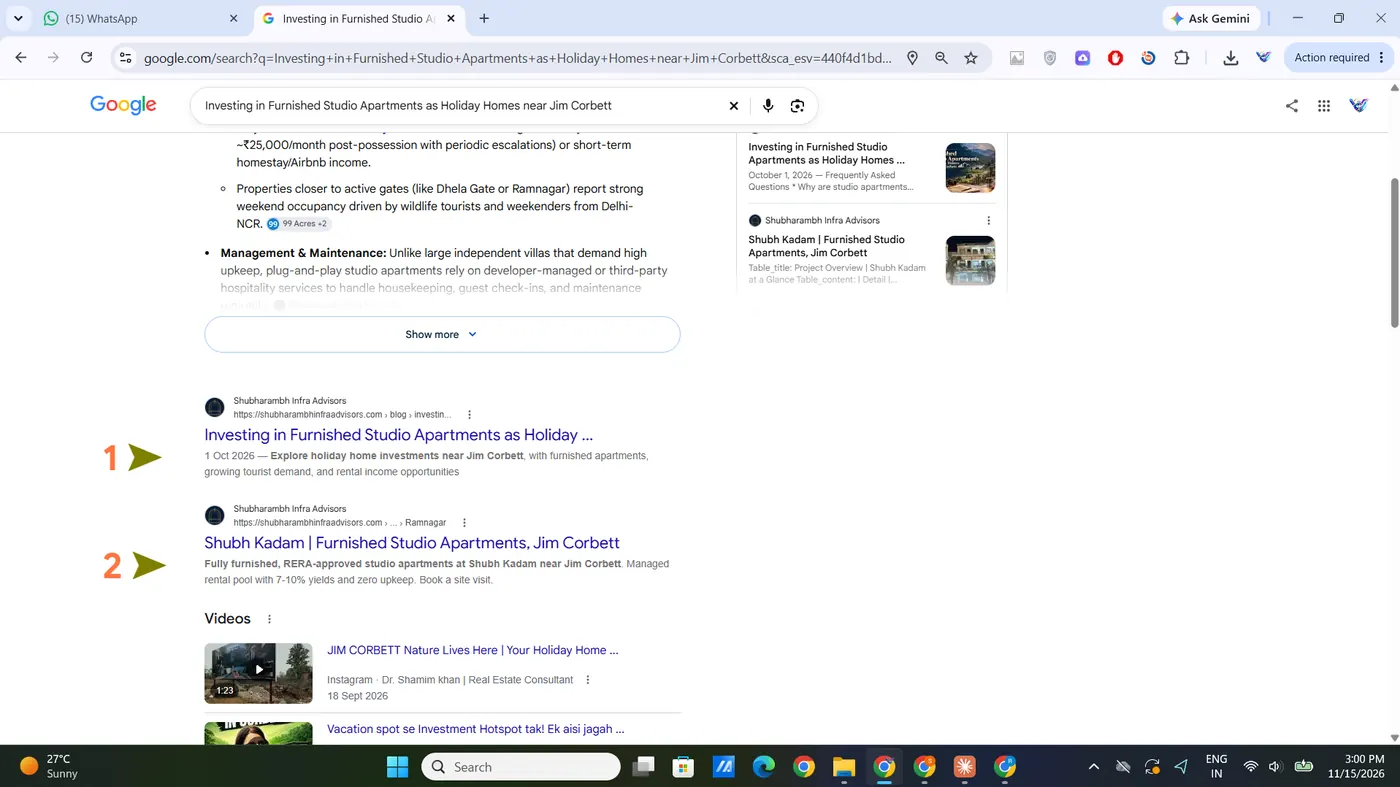 (15) WhatsApp
Investing in Furnished Studio A
Ask Gemini
google.com/search?q=Investing+in+Furnished+Studio+Apartments+as+Holiday+Homes+near+Jim+Corbett&sca_esv=440f4d1bd...
Action required
Google
Investing in Furnished Studio Apartments as Holiday Homes near Jim Corbett
~₹25,000/month post-possession with periodic escalations) or short-term
homestay/Airbnb income.
Properties closer to active gates (like Dhela Gate or Ramnagar) report strong
weekend occupancy driven by wildlife tourists and weekenders from Delhi-
NCR. 99 99 Acres +2
• Management & Maintenance: Unlike large independent villas that demand high
upkeep, plug-and-play studio apartments rely on developer-managed or third-party
hospitality services to handle housekeeping, guest check-ins, and maintenance
Show more
Investing in Furnished Studio
Apartments as Holiday Homes ...
October 1, 2026 — Frequently Asked
Questions * Why are studio apartments...
Shubharambh Infra Advisors
Shubh Kadam | Furnished Studio
Apartments, Jim Corbett
Table_title: Project Overview | Shubh Kadam
at a Glance Table_content: | Detail |...
Shubharambh Infra Advisors
https://shubharambhinfraadvisors.com › blog › investin...
Investing in Furnished Studio Apartments as Holiday ...
1
1 Oct 2026 — Explore holiday home investments near Jim Corbett, with furnished apartments,
growing tourist demand, and rental income opportunities
Shubharambh Infra Advisors
https://shubharambhinfraadvisors.com › ... › Ramnagar
Shubh Kadam | Furnished Studio Apartments, Jim Corbett
2
Fully furnished, RERA-approved studio apartments at Shubh Kadam near Jim Corbett. Managed
rental pool with 7-10% yields and zero upkeep. Book a site visit.
Videos
JIM CORBETT Nature Lives Here | Your Holiday Home ...
1:23
Instagram · Dr. Shamim khan | Real Estate Consultant
18 Sept 2026
Vacation spot se Investment Hotspot tak! Ek aisi jagah ...
27°C
Sunny
Search
ENG
IN
3:00 PM
11/15/2026